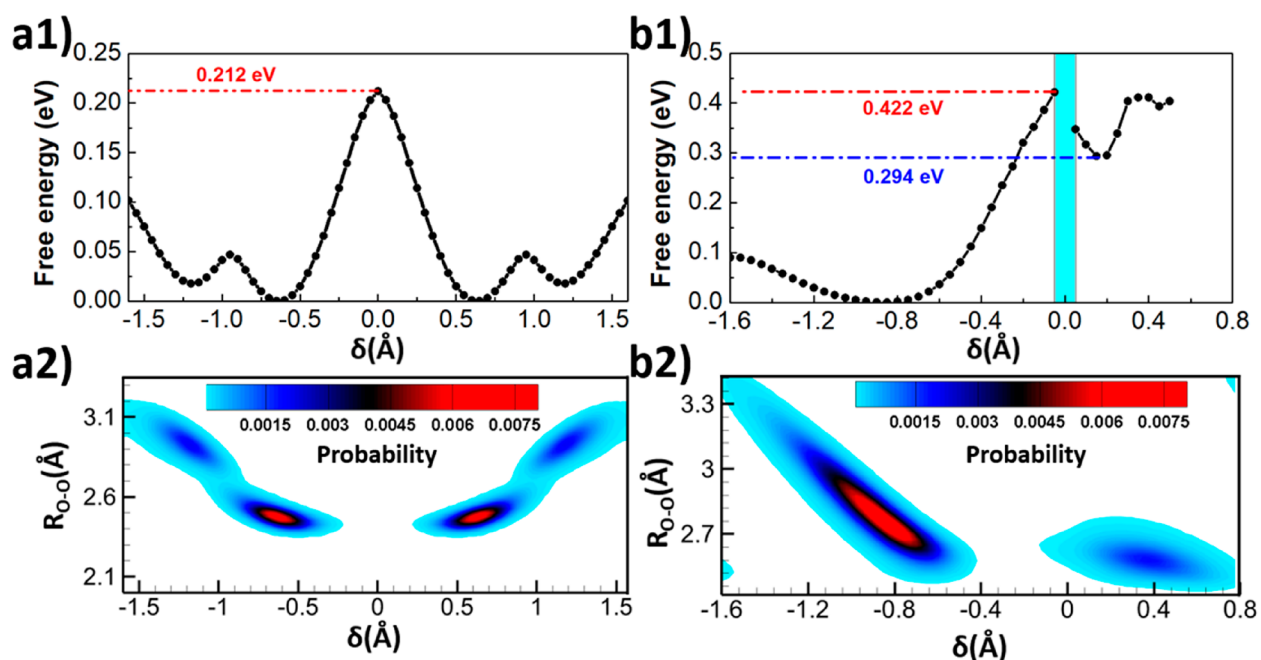 a1)
0.25
0.20
0.15
0.10
0.05
0.00
Free energy (eV)
0.212 eV
-1.5 -1.0 -0.5 0.0 0.5 1.0 1.5
δ(Å)
b1)
0.5
0.4
0.3
0.2
0.1
0.0
Free energy (eV)
0.422 eV
0.294 eV
-1.6 -1.2 -0.8 -0.4 0.0 0.4 0.8
δ(Å)
a2)
3.1
2.6
2.1
R_O-O(Å)
0.0015 0.003 0.0045 0.006 0.0075
Probability
-1.5 -1 -0.5 0 0.5 1 1.5
δ(Å)
b2)
3.3
3
2.7
R_O-O(Å)
0.0015 0.003 0.0045 0.006 0.0075
Probability
-1.6 -1.2 -0.8 -0.4 0 0.4 0.8
δ(Å)